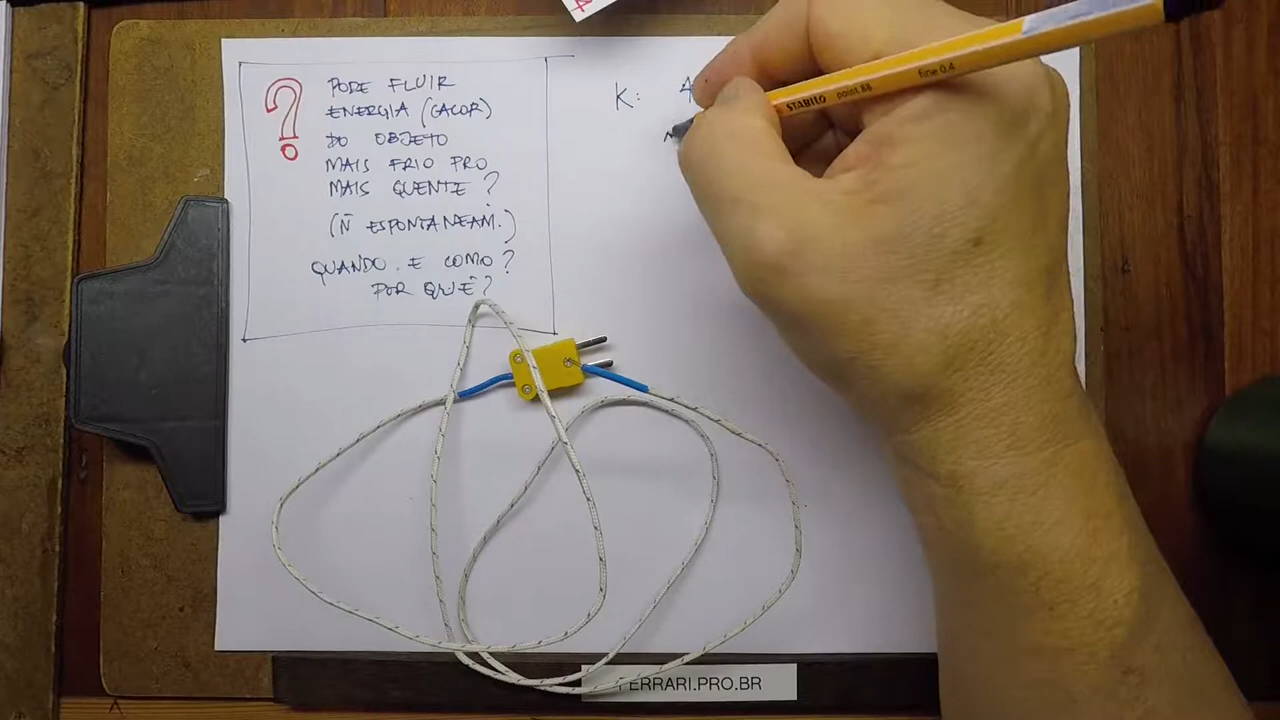 ?
PODE FLUIR
ENERGIA (CALOR)
DO OBJETO
MAIS FRIO PRO
MAIS QUENTE?
(Ñ ESPONTANEAM.)
QUANDO E COMO?
POR QUÊ?
K: 4
STABILO point 88 fine 0.4
FERRARI.PRO.BR